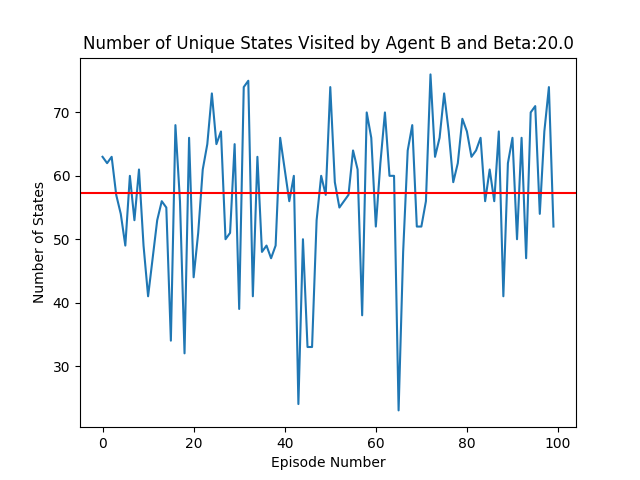 Number of Unique States Visited by Agent B and Beta:20.0
70
60
50
40
30
Number of States
0 20 40 60 80 100
Episode Number